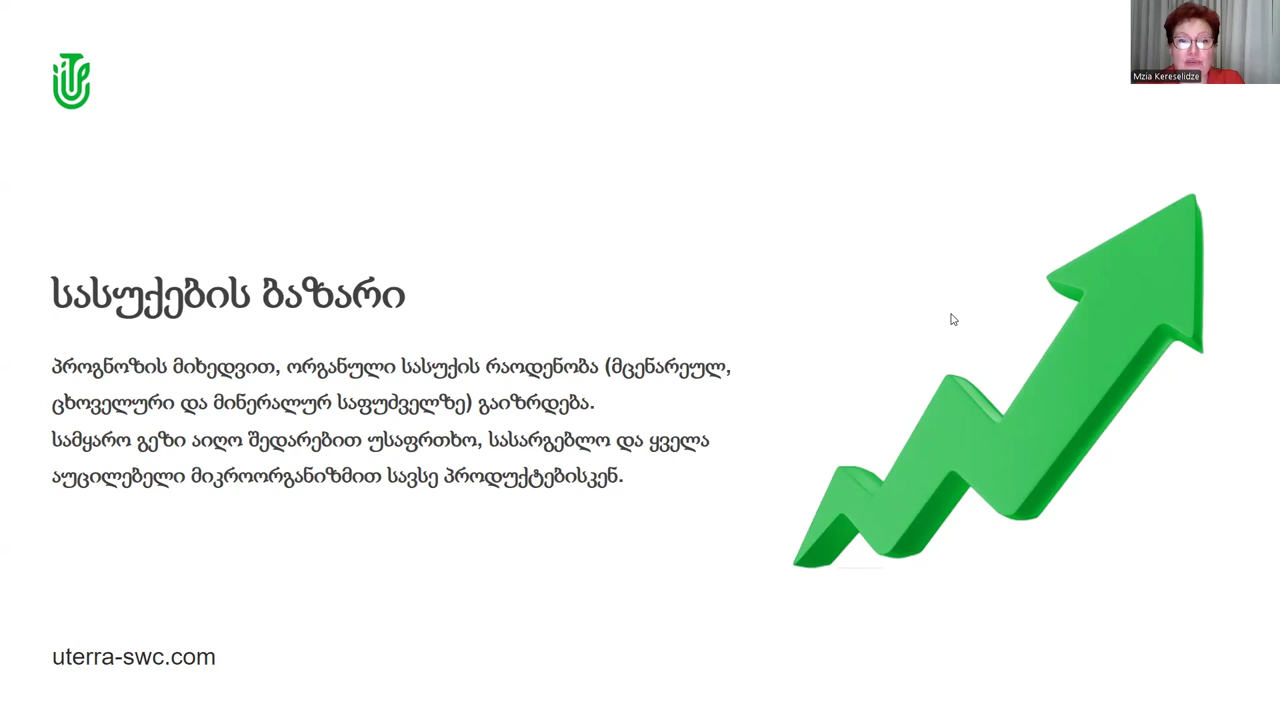 Mzia Kereselidze
სასუქების ბაზარი
პროგნოზის მიხედვით, ორგანული სასუქის რაოდენობა (მცენარეულ,
ცხოველური და მინერალურ საფუძველზე) გაიზრდება.
სამყარო გეზი აიღო შედარებით უსაფრთხო, სასარგებლო და ყველა
აუცილებელი მიკროორგანიზმით სავსე პროდუქტებისკენ.
uterra-swc.com